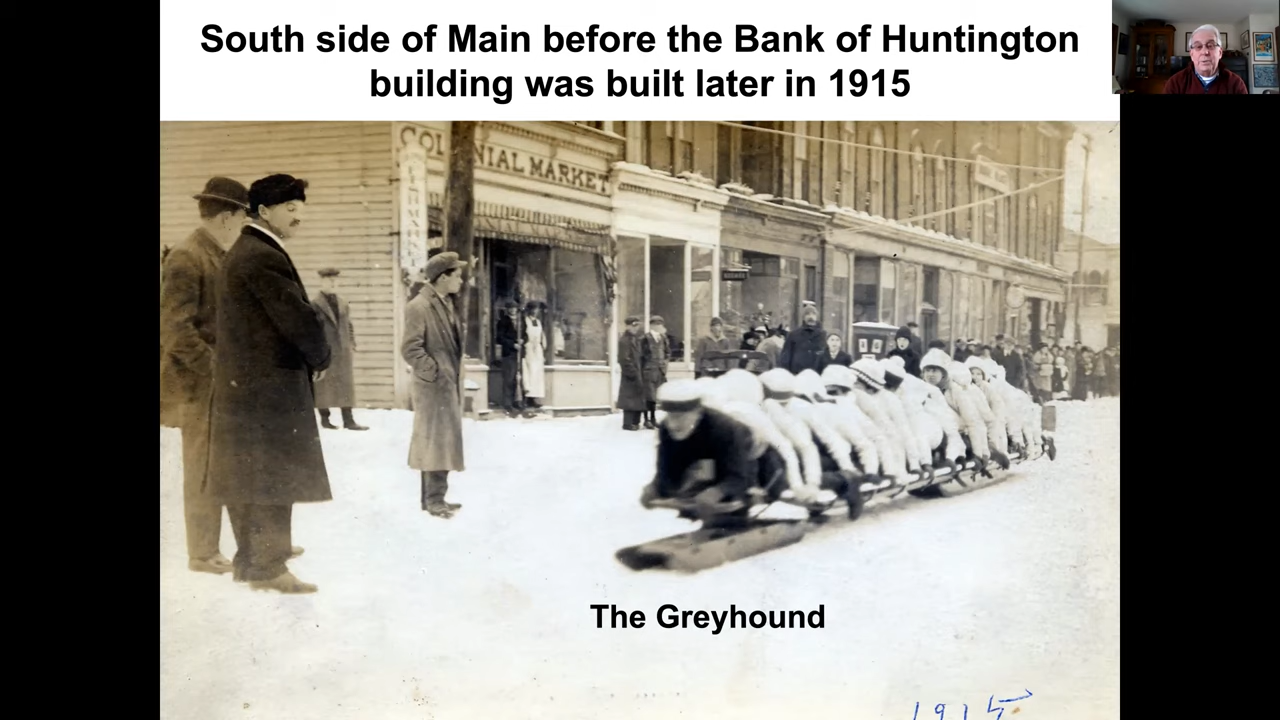 South side of Main before the Bank of Huntington
building was built later in 1915
COLONIAL MARKET
The Greyhound
1915